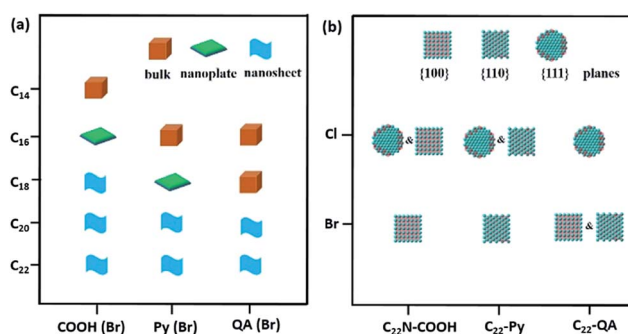 (a)
bulk nanoplate nanosheet
C₁₄
C₁₆
C₁₈
C₂₀
C₂₂
COOH (Br) Py (Br) QA (Br)
(b)
{100} {110} {111} planes
Cl & &
Br &
C₂₂N-COOH C₂₂-Py C₂₂-QA